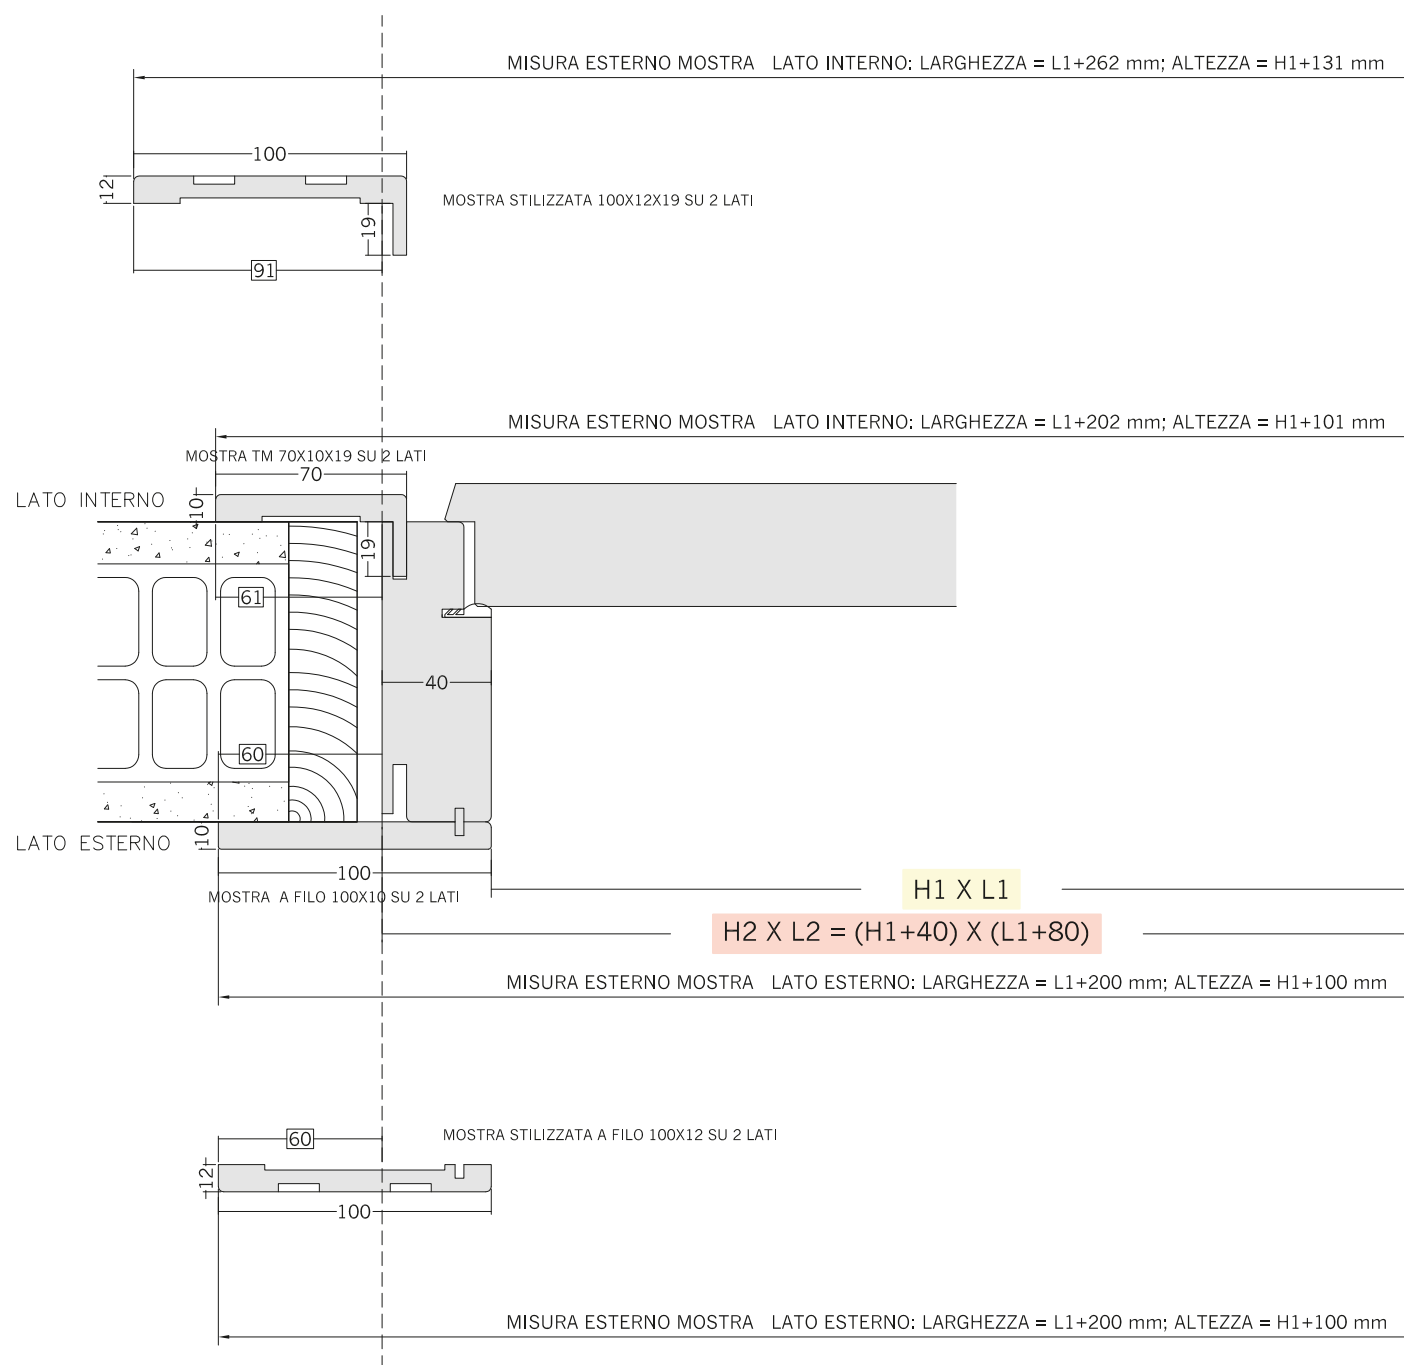 MISURA ESTERNO MOSTRA LATO INTERNO: LARGHEZZA = L1+262 mm; ALTEZZA = H1+131 mm
100
12
MOSTRA STILIZZATA 100X12X19 SU 2 LATI
19
91
MISURA ESTERNO MOSTRA LATO INTERNO: LARGHEZZA = L1+202 mm; ALTEZZA = H1+101 mm
MOSTRA TM 70X10X19 SU 2 LATI
70
LATO INTERNO
10
19
61
40
60
10
LATO ESTERNO
100
MOSTRA A FILO 100X10 SU 2 LATI
H1 X L1
H2 X L2 = (H1+40) X (L1+80)
MISURA ESTERNO MOSTRA LATO ESTERNO: LARGHEZZA = L1+200 mm; ALTEZZA = H1+100 mm
60
MOSTRA STILIZZATA A FILO 100X12 SU 2 LATI
12
100
MISURA ESTERNO MOSTRA LATO ESTERNO: LARGHEZZA = L1+200 mm; ALTEZZA = H1+100 mm